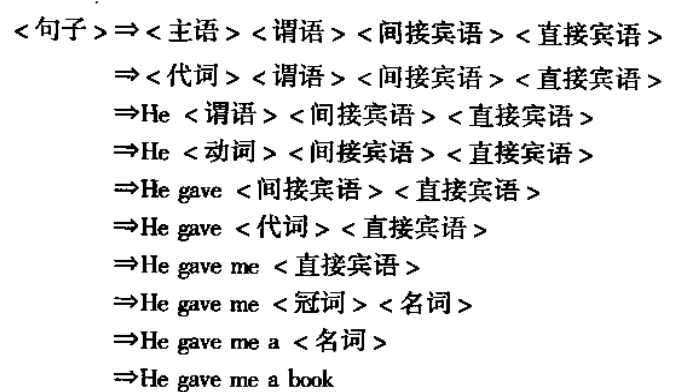 <句子>⇒<主语><谓语><间接宾语><直接宾语>
⇒<代词><谓语><间接宾语><直接宾语>
⇒He <谓语><间接宾语><直接宾语>
⇒He <动词><间接宾语><直接宾语>
⇒He gave <间接宾语><直接宾语>
⇒He gave <代词><直接宾语>
⇒He gave me <直接宾语>
⇒He gave me <冠词><名词>
⇒He gave me a <名词>
⇒He gave me a book